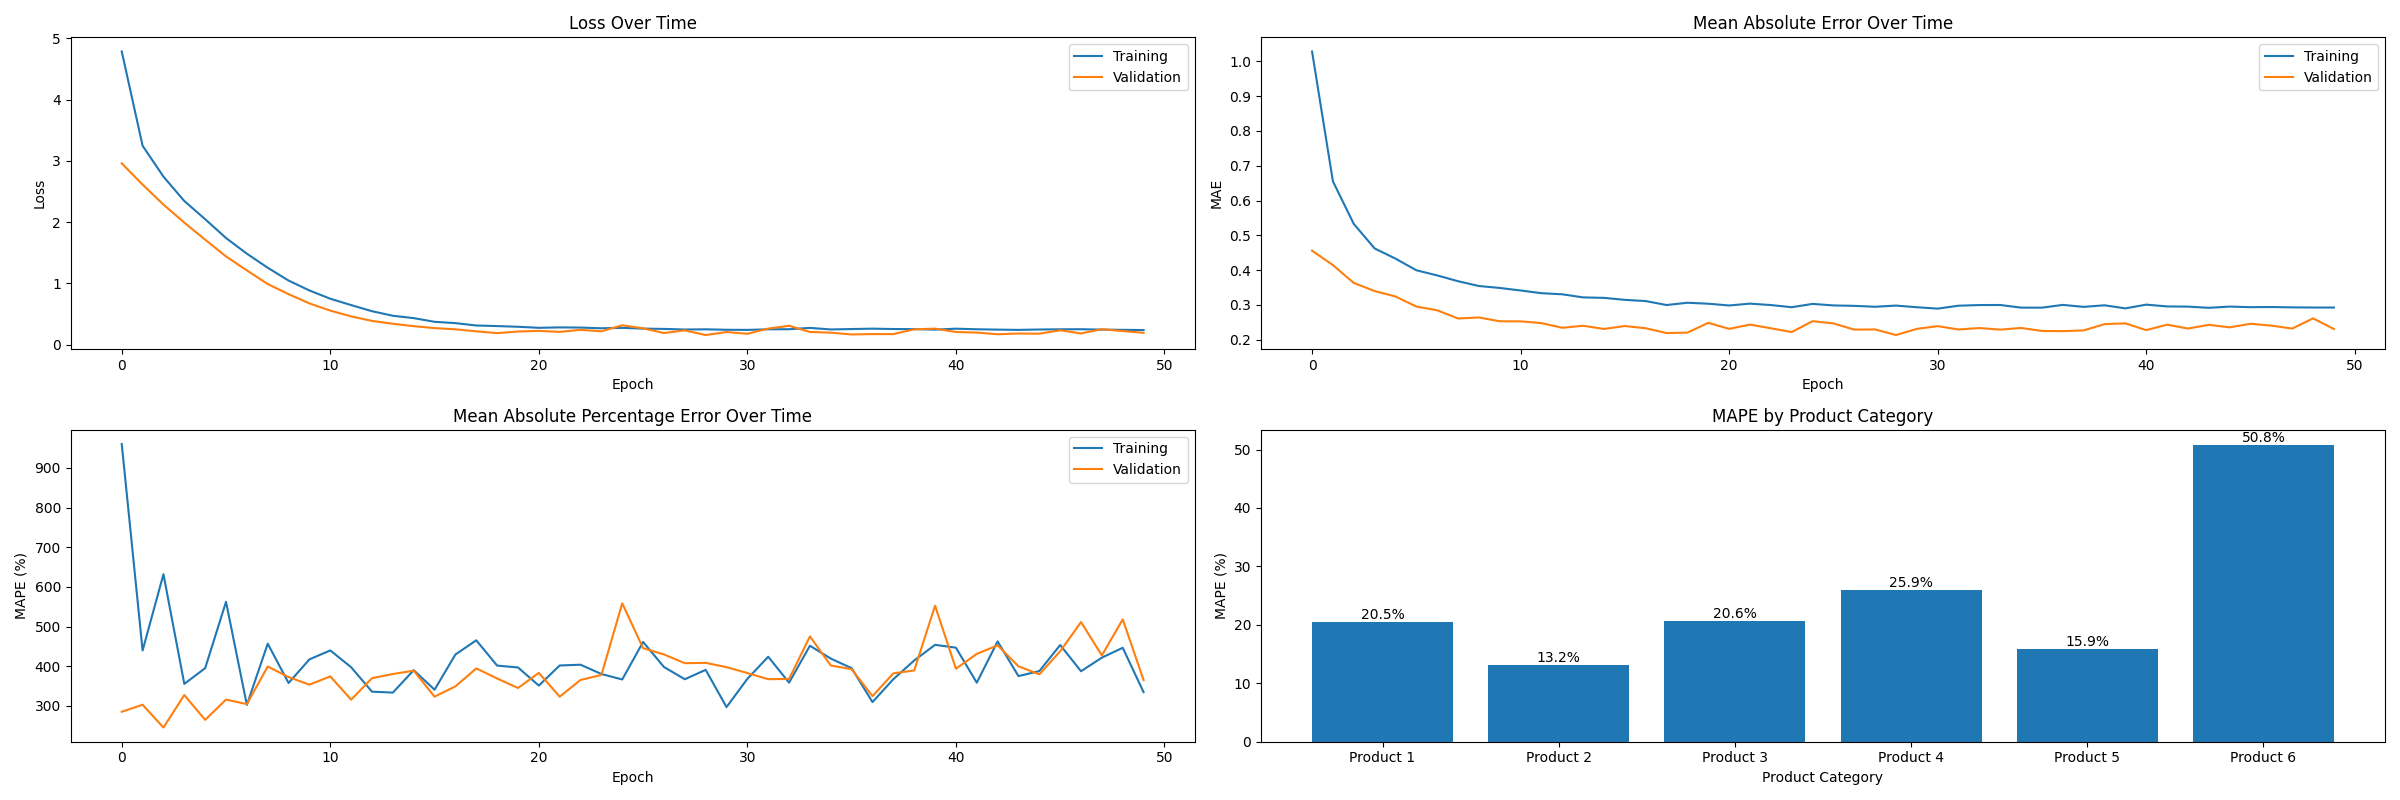 Loss Over Time
Loss
5
4
3
2
1
0
0 10 20 30 40 50
Epoch
Training
Validation
Mean Absolute Error Over Time
MAE
1.0
0.9
0.8
0.7
0.6
0.5
0.4
0.3
0.2
0 10 20 30 40 50
Epoch
Training
Validation
Mean Absolute Percentage Error Over Time
MAPE (%)
900
800
700
600
500
400
300
0 10 20 30 40 50
Epoch
Training
Validation
MAPE by Product Category
MAPE (%)
50
40
30
20
10
0
20.5%
13.2%
20.6%
25.9%
15.9%
50.8%
Product 1 Product 2 Product 3 Product 4 Product 5 Product 6
Product Category